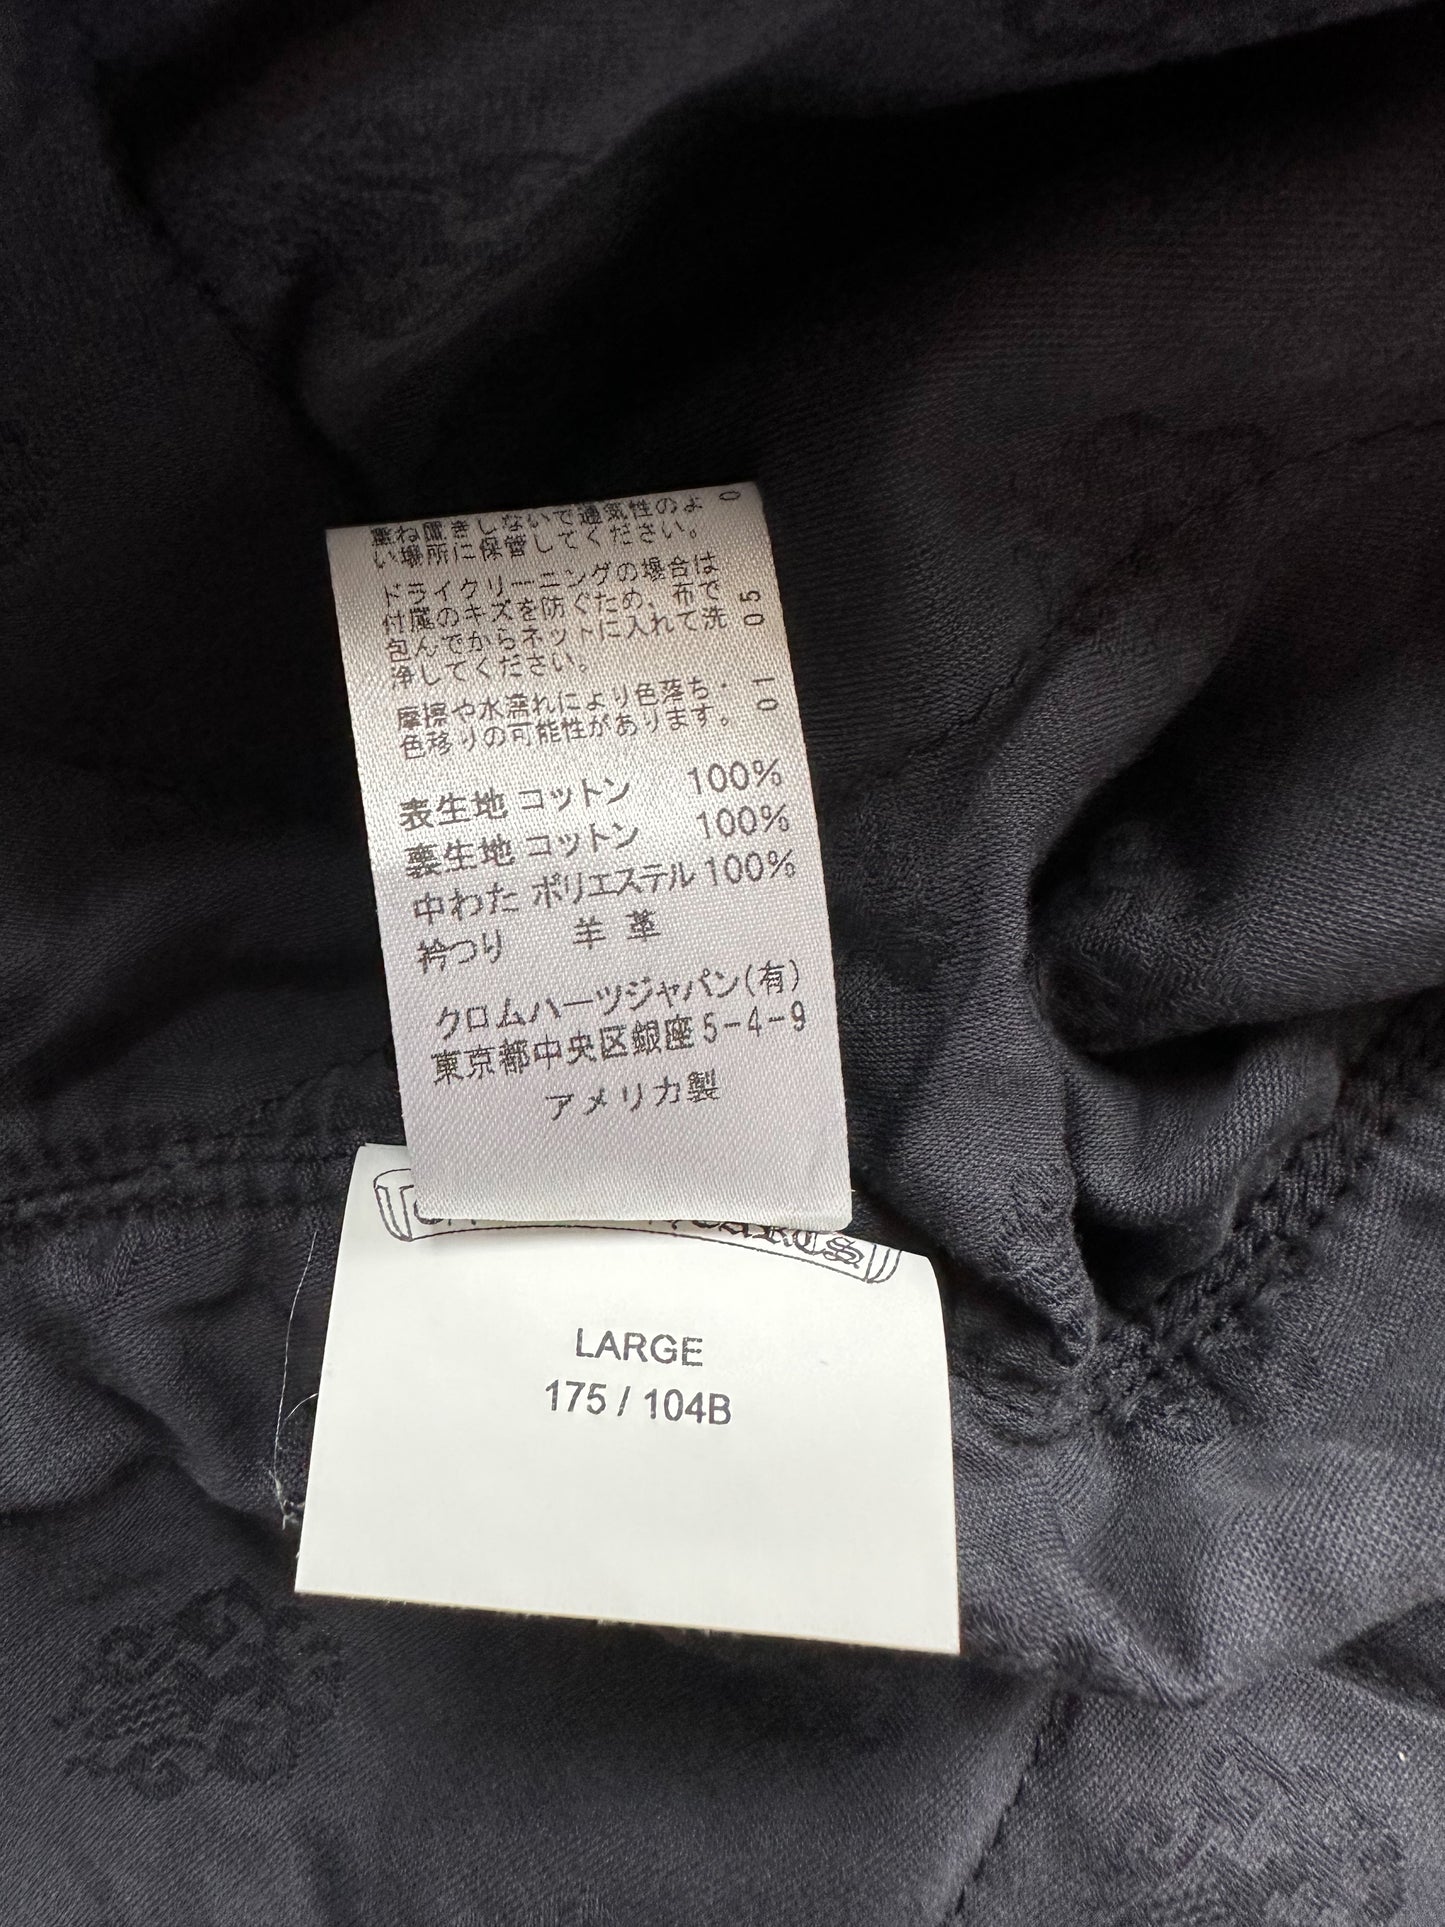 重ね置きしないで通気性のよ
い場所に保管してください。
ドライクリーニングの場合は
付属のキズを防ぐため、布で
包んでからネットに入れて洗
浄してください。
摩擦や水濡れにより色落ち・
色移りの可能性があります。
表生地 コットン 100%
裏生地 コットン 100%
中わた ポリエステル 100%
衿つり 羊 革
クロムハーツジャパン(有)
東京都中央区銀座5-4-9
アメリカ製
01 05 0
LARGE
175 / 104B